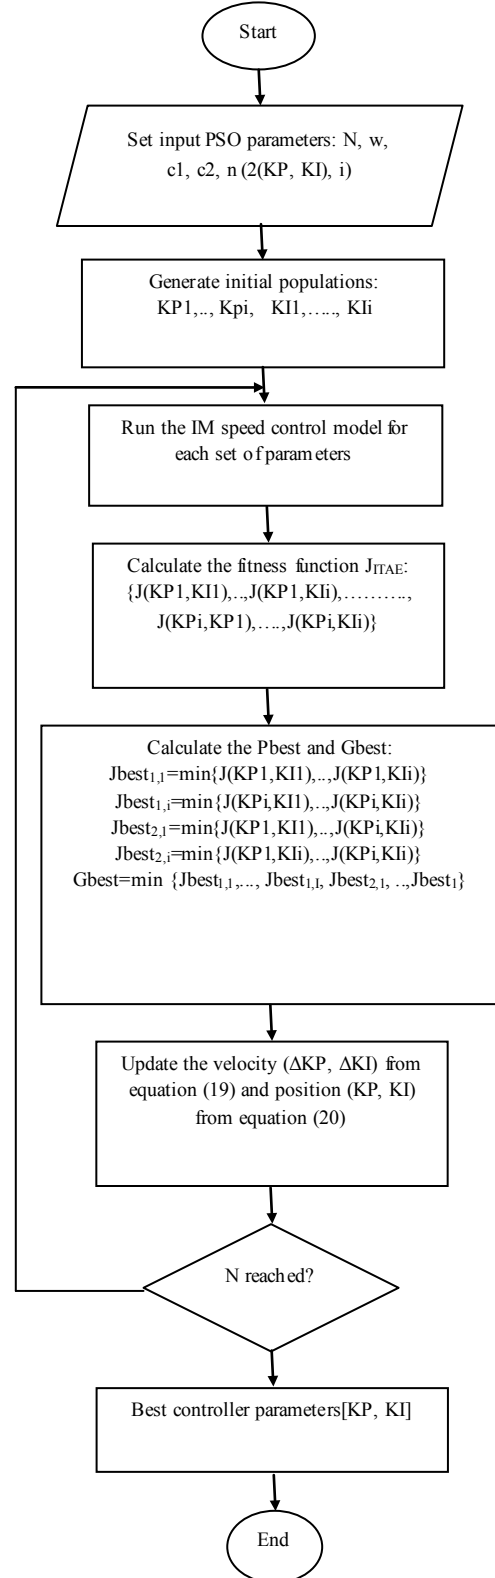 Start
Set input PSO parameters: N, w,
c1, c2, n (2(KP, KI), i)
Generate initial populations:
KP1,.., Kpi, KI1,....., KIi
Run the IM speed control model for
each set of parameters
Calculate the fitness function JITAE:
{J(KP1,KI1),..,J(KP1,KIi),……….,
J(KPi,KP1),….,J(KPi,KIi)}
Calculate the Pbest and Gbest:
Jbest1,1=min{J(KP1,KI1),..,J(KP1,KIi)}
Jbest1,i=min{J(KPi,KI1),..,J(KPi,KIi)}
Jbest2,1=min{J(KP1,KI1),..,J(KPi,KIi)}
Jbest2,i=min{J(KP1,KIi),..,J(KPi,KIi)}
Gbest=min {Jbest1,1,..., Jbest1,I, Jbest2,1, ..,Jbest1}
Update the velocity (ΔKP, ΔKI) from
equation (19) and position (KP, KI)
from equation (20)
N reached?
Best controller parameters[KP, KI]
End